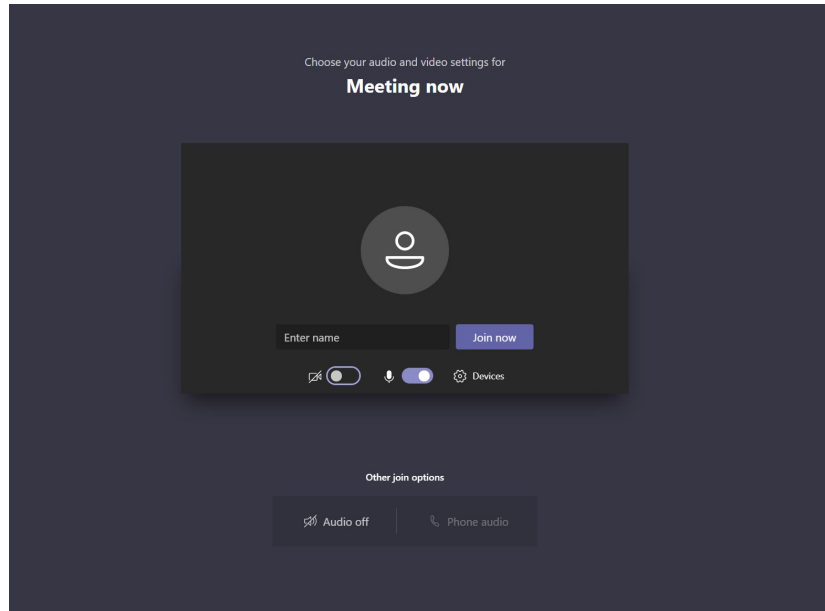 Choose your audio and video settings for
Meeting now
Enter name
Join now
Devices
Other join options
Audio off
Phone audio